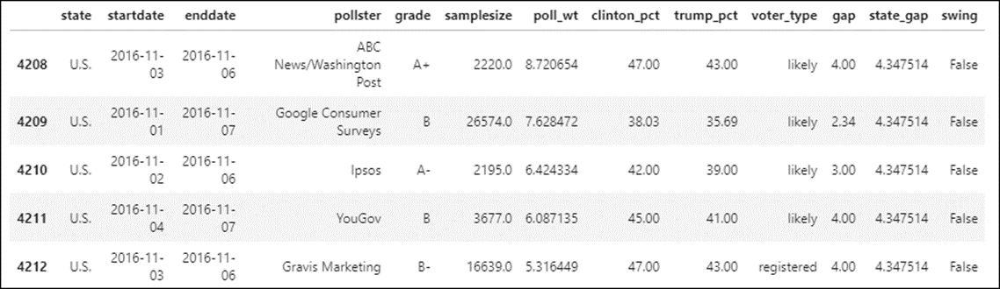 state startdate enddate pollster grade samplesize poll_wt clinton_pct trump_pct voter_type gap state_gap swing
4208 U.S. 2016-11-03 2016-11-06 ABC News/Washington Post A+ 2220.0 8.720654 47.00 43.00 likely 4.00 4.347514 False
4209 U.S. 2016-11-01 2016-11-07 Google Consumer Surveys B 26574.0 7.628472 38.03 35.69 likely 2.34 4.347514 False
4210 U.S. 2016-11-02 2016-11-06 Ipsos A- 2195.0 6.424334 42.00 39.00 likely 3.00 4.347514 False
4211 U.S. 2016-11-04 2016-11-07 YouGov B 3677.0 6.087135 45.00 41.00 likely 4.00 4.347514 False
4212 U.S. 2016-11-03 2016-11-06 Gravis Marketing B- 16639.0 5.316449 47.00 43.00 registered 4.00 4.347514 False